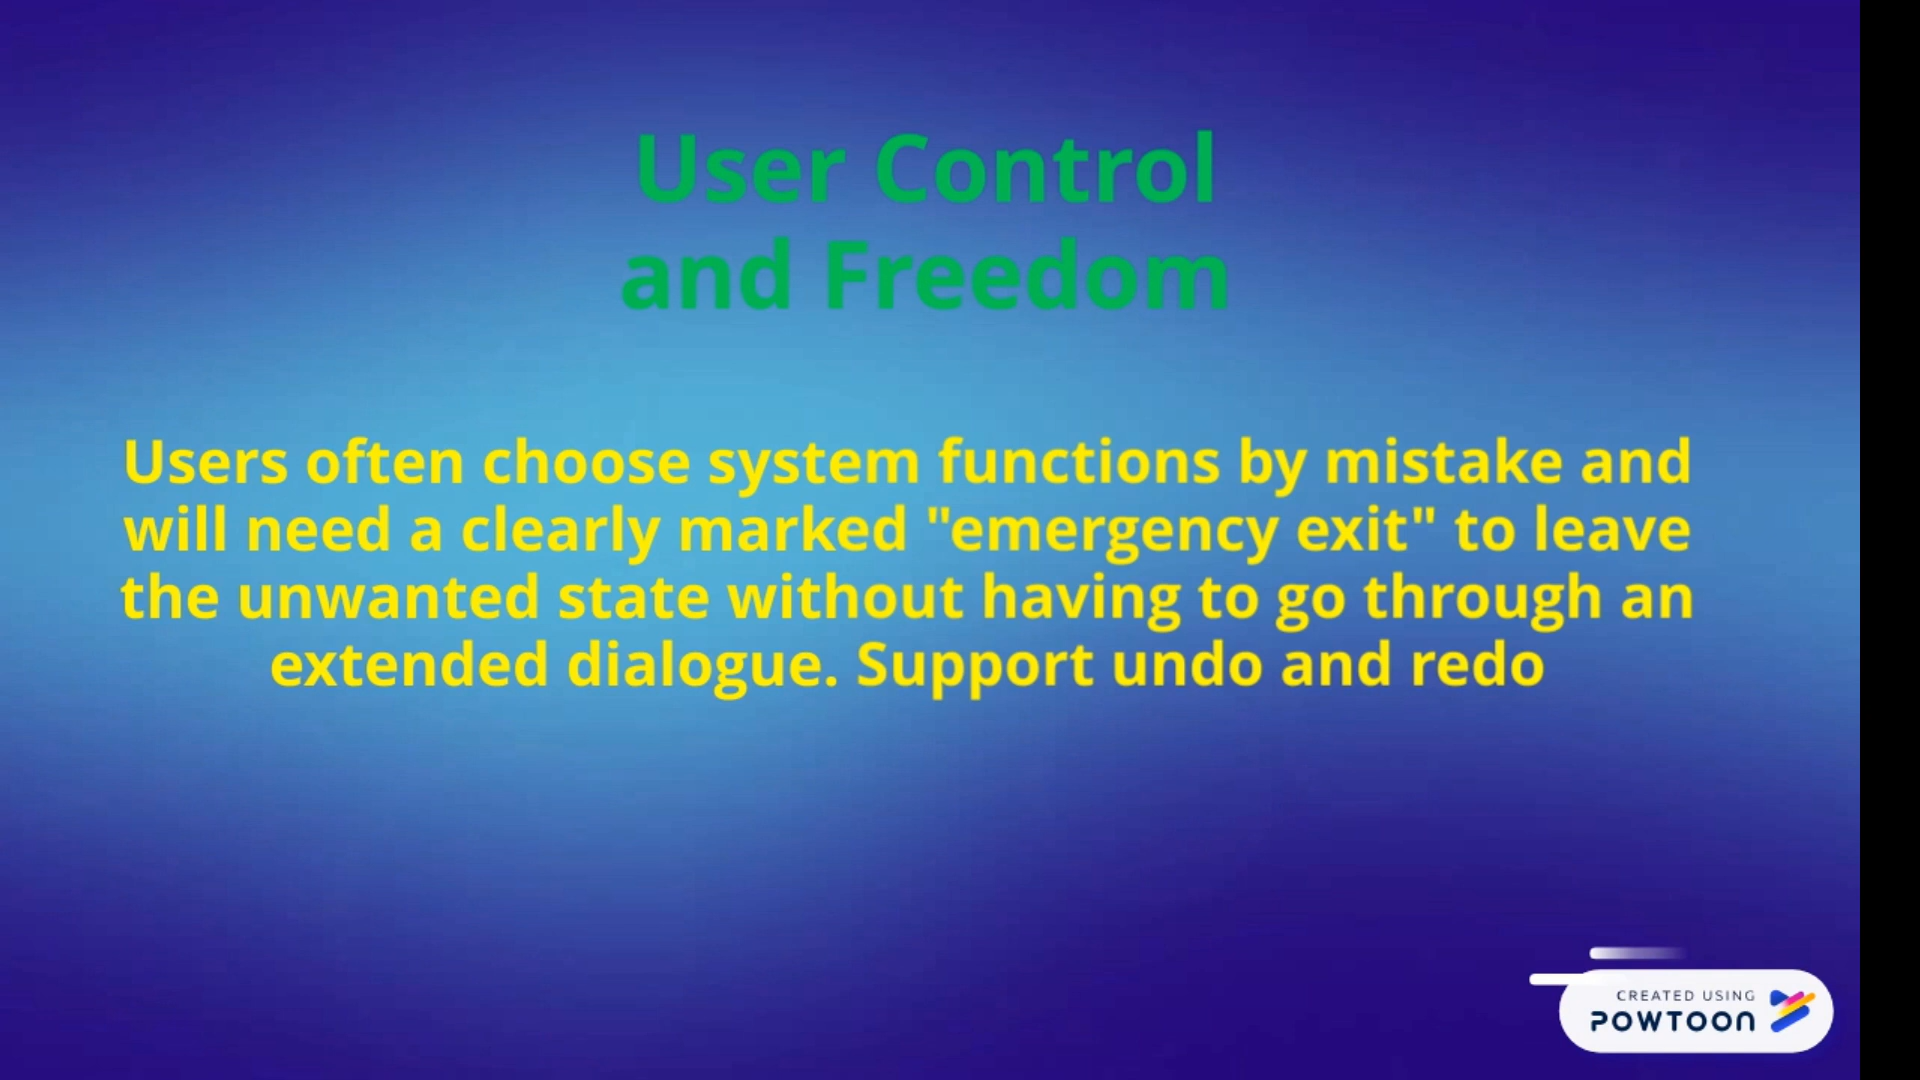 User Control
and Freedom
Users often choose system functions by mistake and
will need a clearly marked "emergency exit" to leave
the unwanted state without having to go through an
extended dialogue. Support undo and redo
CREATED USING
POWTOON